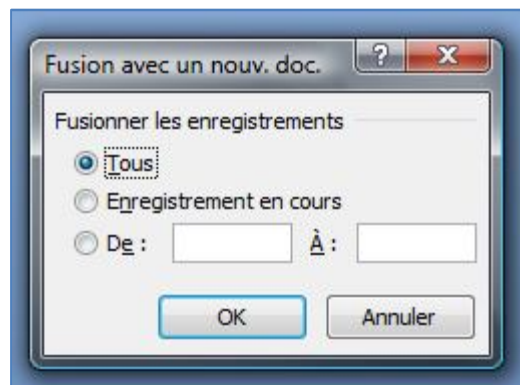 Fusion avec un nouv. doc. ?
Fusionner les enregistrements
Tous
Enregistrement en cours
De : À :
OK Annuler